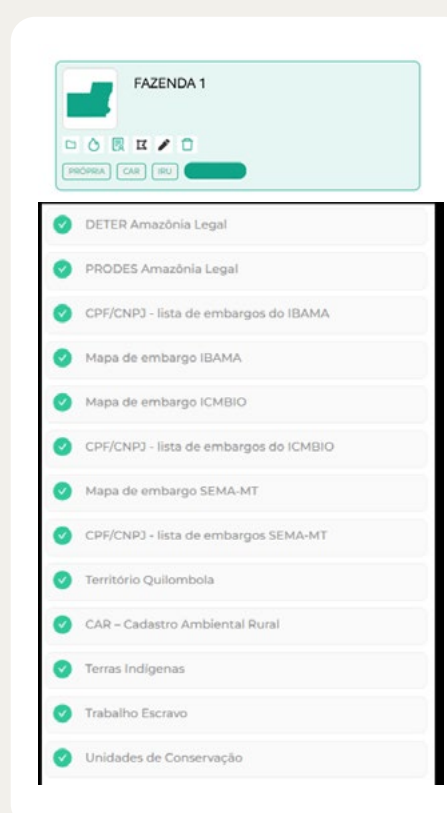 FAZENDA 1
PRÓPRIA CAR IRU
DETER Amazônia Legal
PRODES Amazônia Legal
CPF/CNPJ - lista de embargos do IBAMA
Mapa de embargo IBAMA
Mapa de embargo ICMBIO
CPF/CNPJ - lista de embargos do ICMBIO
Mapa de embargo SEMA-MT
CPF/CNPJ - lista de embargos SEMA-MT
Território Quilombola
CAR – Cadastro Ambiental Rural
Terras Indígenas
Trabalho Escravo
Unidades de Conservação